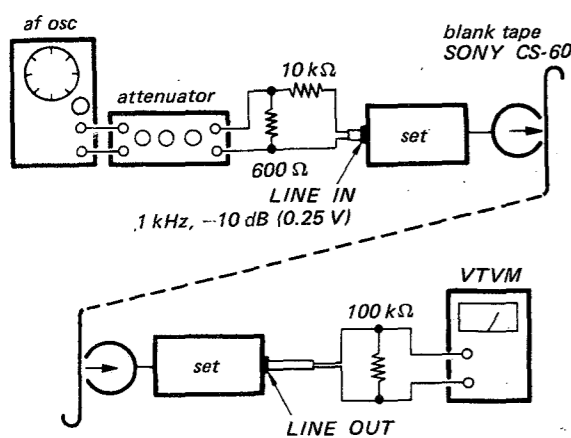 af osc
blank tape
SONY CS-60
attenuator
10 kΩ
set
600 Ω
LINE IN
1 kHz, −10 dB (0.25 V)
VTVM
100 kΩ
set
LINE OUT